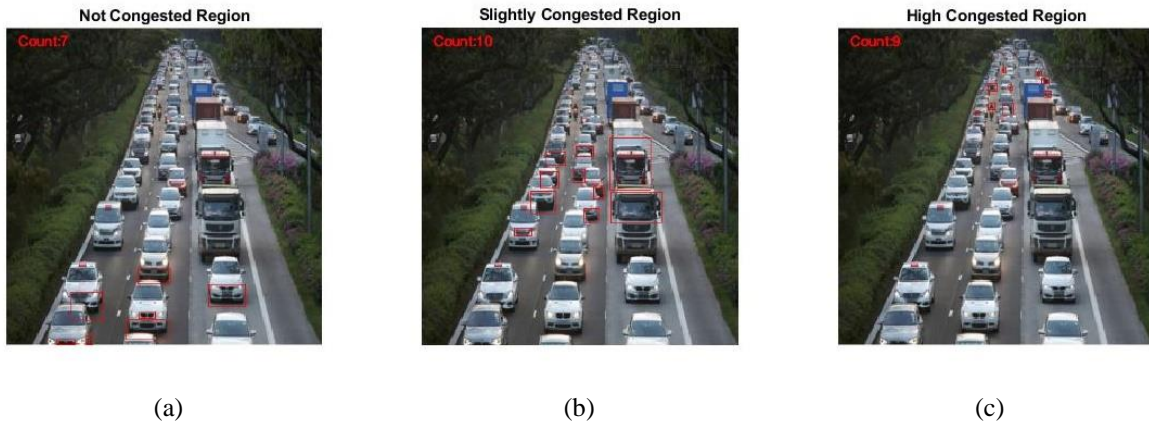 Not Congested Region
Count:7
(a)
Slightly Congested Region
Count:10
(b)
High Congested Region
Count:9
(c)